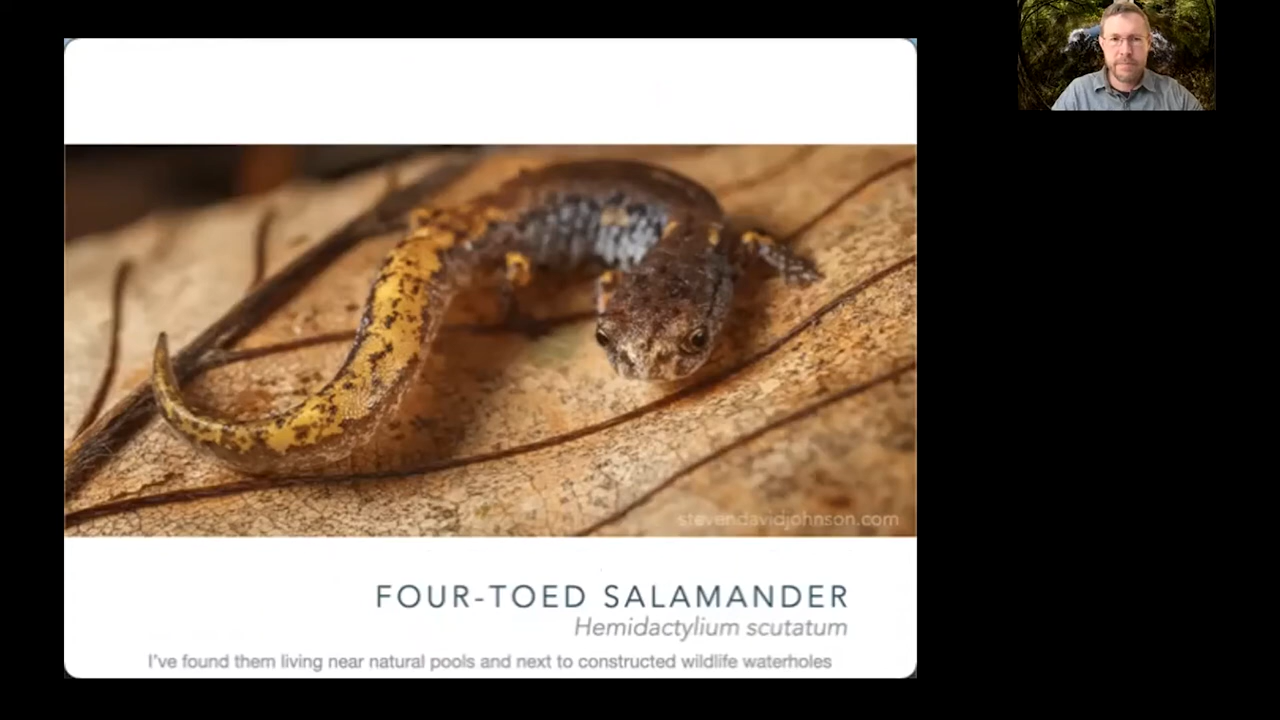 stevendavidjohnson.com
FOUR-TOED SALAMANDER
Hemidactylium scutatum
I've found them living near natural pools and next to constructed wildlife waterholes